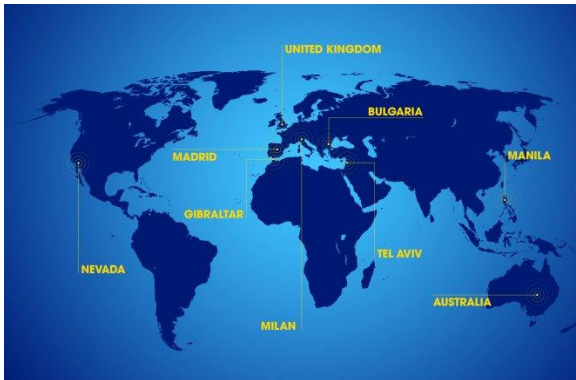 UNITED KINGDOM
BULGARIA
MADRID
MANILA
GIBRALTAR
TEL AVIV
NEVADA
AUSTRALIA
MILAN